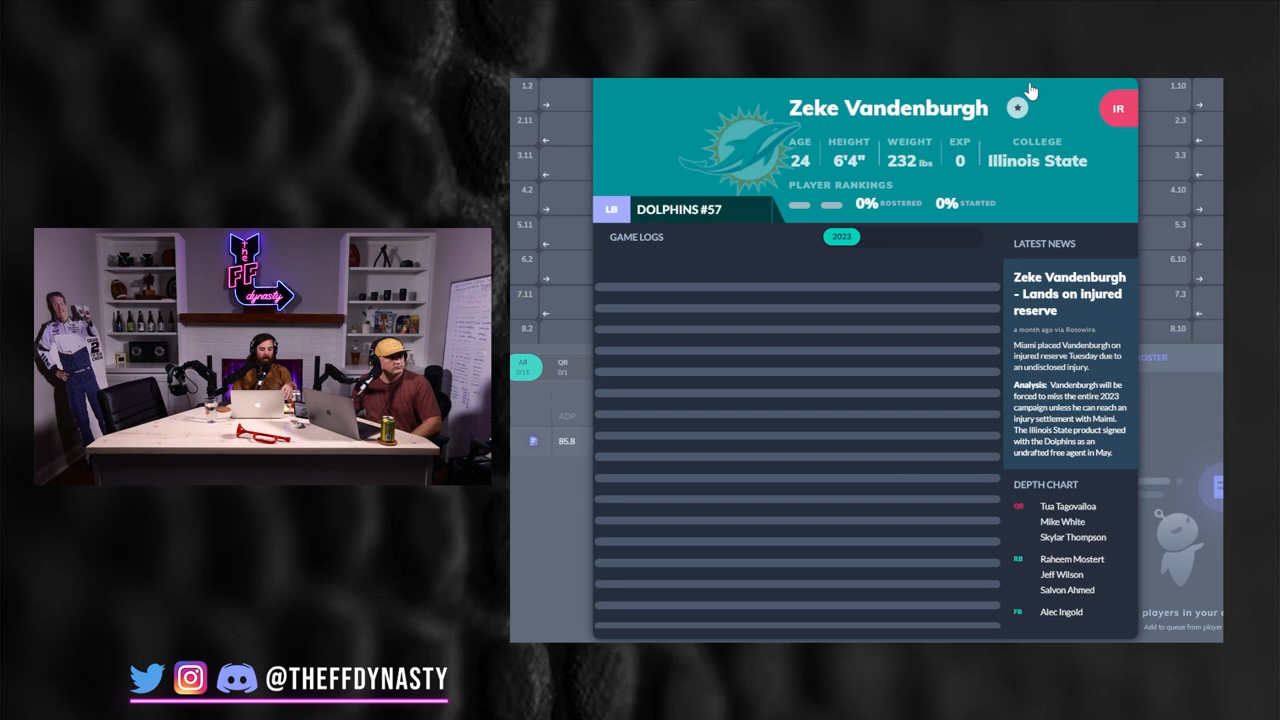 the
FF
dynasty
@THEFFDYNASTY
1.2
2.11
3.11
4.2
5.11
6.2
7.11
8.2
All
0/15
QB
0/1
ADP
85.8
Zeke Vandenburgh
IR
AGE HEIGHT WEIGHT EXP COLLEGE
24 6'4" 232 lbs 0 Illinois State
PLAYER RANKINGS
0% ROSTERED 0% STARTED
LB DOLPHINS #57
GAME LOGS
2023
LATEST NEWS
Zeke Vandenburgh
- Lands on injured
reserve
a month ago via Rotowire
Miami placed Vandenburgh on
injured reserve Tuesday due to
an undisclosed injury.
Analysis: Vandenburgh will be
forced to miss the entire 2023
campaign unless he can reach an
injury settlement with Maimi.
The Illinois State product signed
with the Dolphins as an
undrafted free agent in May.
DEPTH CHART
QB Tua Tagovailoa
Mike White
Skylar Thompson
RB Raheem Mostert
Jeff Wilson
Salvon Ahmed
FB Alec Ingold
1.10
2.3
3.3
4.10
5.3
6.10
7.3
8.10
OSTER
players in your
Add to queue from player